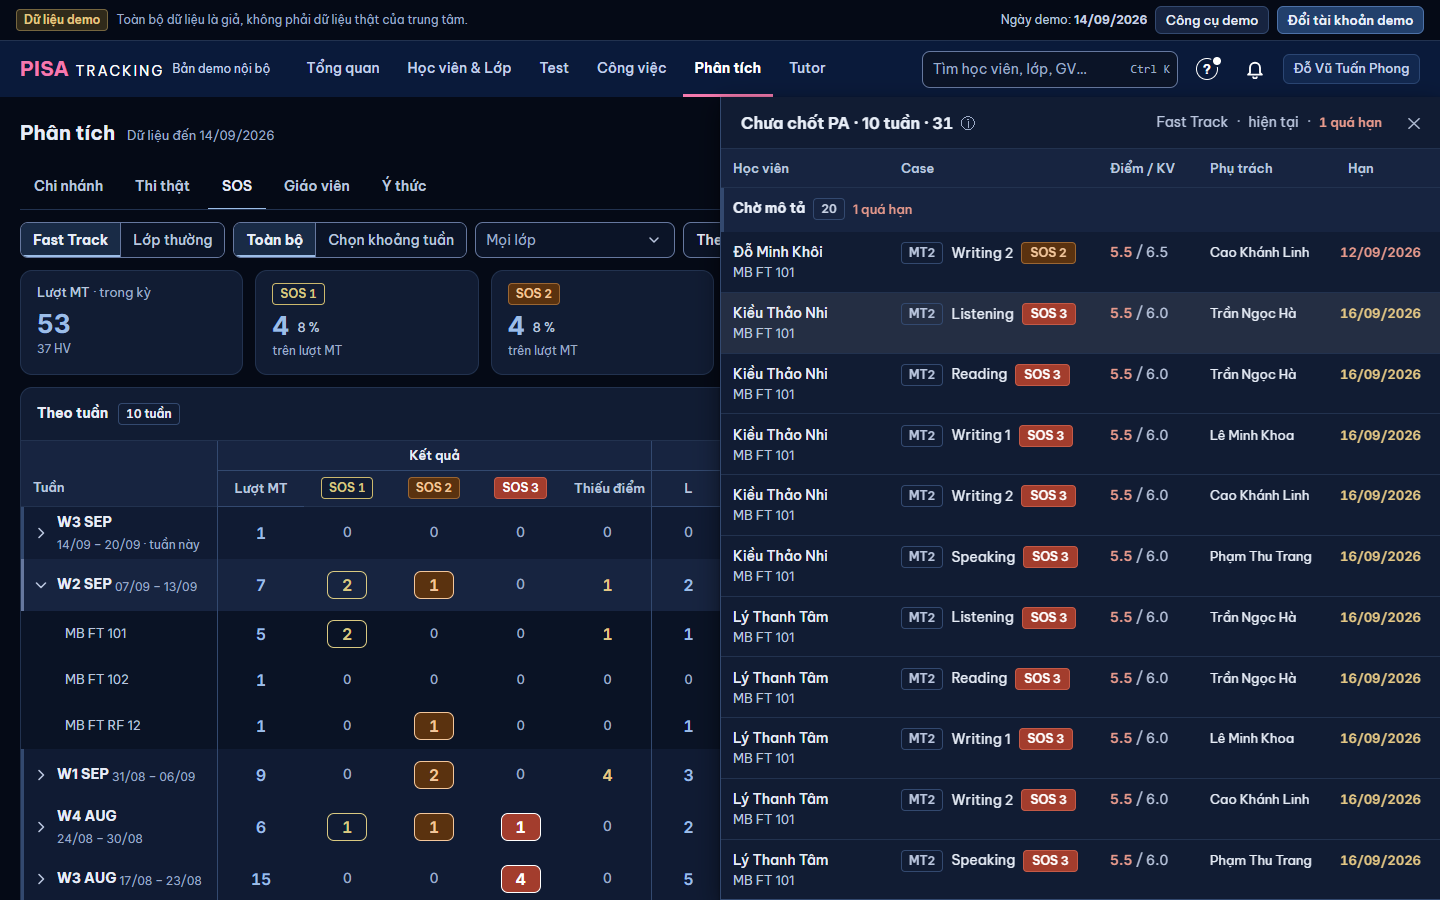 Dữ liệu demo Toàn bộ dữ liệu là giả, không phải dữ liệu thật của trung tâm. Ngày demo: 14/09/2026 Công cụ demo Đổi tài khoản demo
PISA TRACKING Bản demo nội bộ Tổng quan Học viên & Lớp Test Công việc Phân tích Tutor Tìm học viên, lớp, GV... Ctrl K ? Đỗ Vũ Tuấn Phong
Phân tích Dữ liệu đến 14/09/2026
Chi nhánh Thi thật SOS Giáo viên Ý thức
Fast Track Lớp thường Toàn bộ Chọn khoảng tuần Mọi lớp The
Lượt MT · trong kỳ
53
37 HV
SOS 1
4 8 %
trên lượt MT
SOS 2
4 8 %
trên lượt MT
Theo tuần 10 tuần
Kết quả
Tuần Lượt MT SOS 1 SOS 2 SOS 3 Thiếu điểm L
W3 SEP
14/09 – 20/09 · tuần này
1 0 0 0 0 0
W2 SEP 07/09 – 13/09 7 2 1 0 1 2
MB FT 101 5 2 0 0 1 1
MB FT 102 1 0 0 0 0 0
MB FT RF 12 1 0 1 0 0 1
W1 SEP 31/08 – 06/09 9 0 2 0 4 3
W4 AUG
24/08 – 30/08
6 1 1 1 0 2
W3 AUG 17/08 – 23/08 15 0 0 4 0 5
Chưa chốt PA · 10 tuần · 31 Fast Track · hiện tại · 1 quá hạn
Học viên Case Điểm / KV Phụ trách Hạn
Chờ mô tả 20 1 quá hạn
Đỗ Minh Khôi MT2 Writing 2 SOS 2 5.5 / 6.5 Cao Khánh Linh 12/09/2026
MB FT 101
Kiều Thảo Nhi MT2 Listening SOS 3 5.5 / 6.0 Trần Ngọc Hà 16/09/2026
MB FT 101
Kiều Thảo Nhi MT2 Reading SOS 3 5.5 / 6.0 Trần Ngọc Hà 16/09/2026
MB FT 101
Kiều Thảo Nhi MT2 Writing 1 SOS 3 5.5 / 6.0 Lê Minh Khoa 16/09/2026
MB FT 101
Kiều Thảo Nhi MT2 Writing 2 SOS 3 5.5 / 6.0 Cao Khánh Linh 16/09/2026
MB FT 101
Kiều Thảo Nhi MT2 Speaking SOS 3 5.5 / 6.0 Phạm Thu Trang 16/09/2026
MB FT 101
Lý Thanh Tâm MT2 Listening SOS 3 5.5 / 6.0 Trần Ngọc Hà 16/09/2026
MB FT 101
Lý Thanh Tâm MT2 Reading SOS 3 5.5 / 6.0 Trần Ngọc Hà 16/09/2026
MB FT 101
Lý Thanh Tâm MT2 Writing 1 SOS 3 5.5 / 6.0 Lê Minh Khoa 16/09/2026
MB FT 101
Lý Thanh Tâm MT2 Writing 2 SOS 3 5.5 / 6.0 Cao Khánh Linh 16/09/2026
MB FT 101
Lý Thanh Tâm MT2 Speaking SOS 3 5.5 / 6.0 Phạm Thu Trang 16/09/2026
MB FT 101